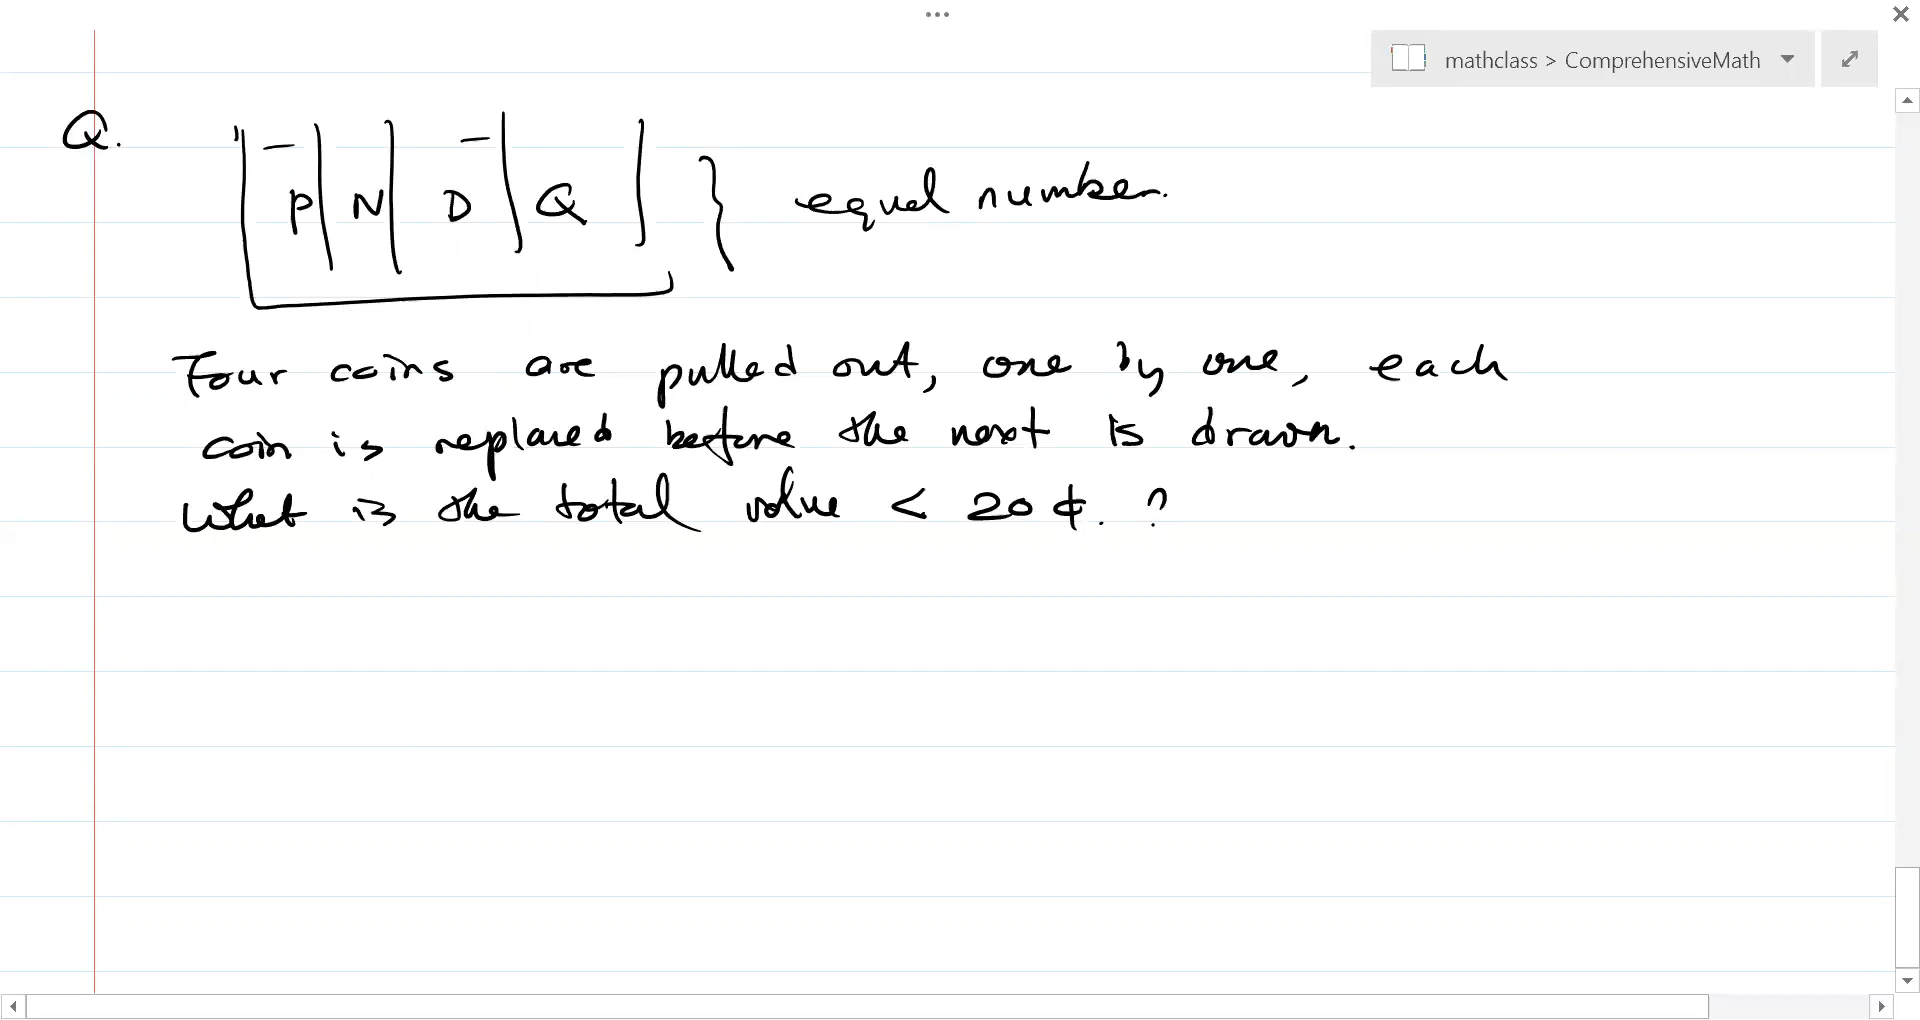 mathclass > ComprehensiveMath
Q.
P N D Q } equal number.
Four coins are pulled out, one by one, each
coin is replaced before the next is drawn.
What is the total value < 20 ¢. ?